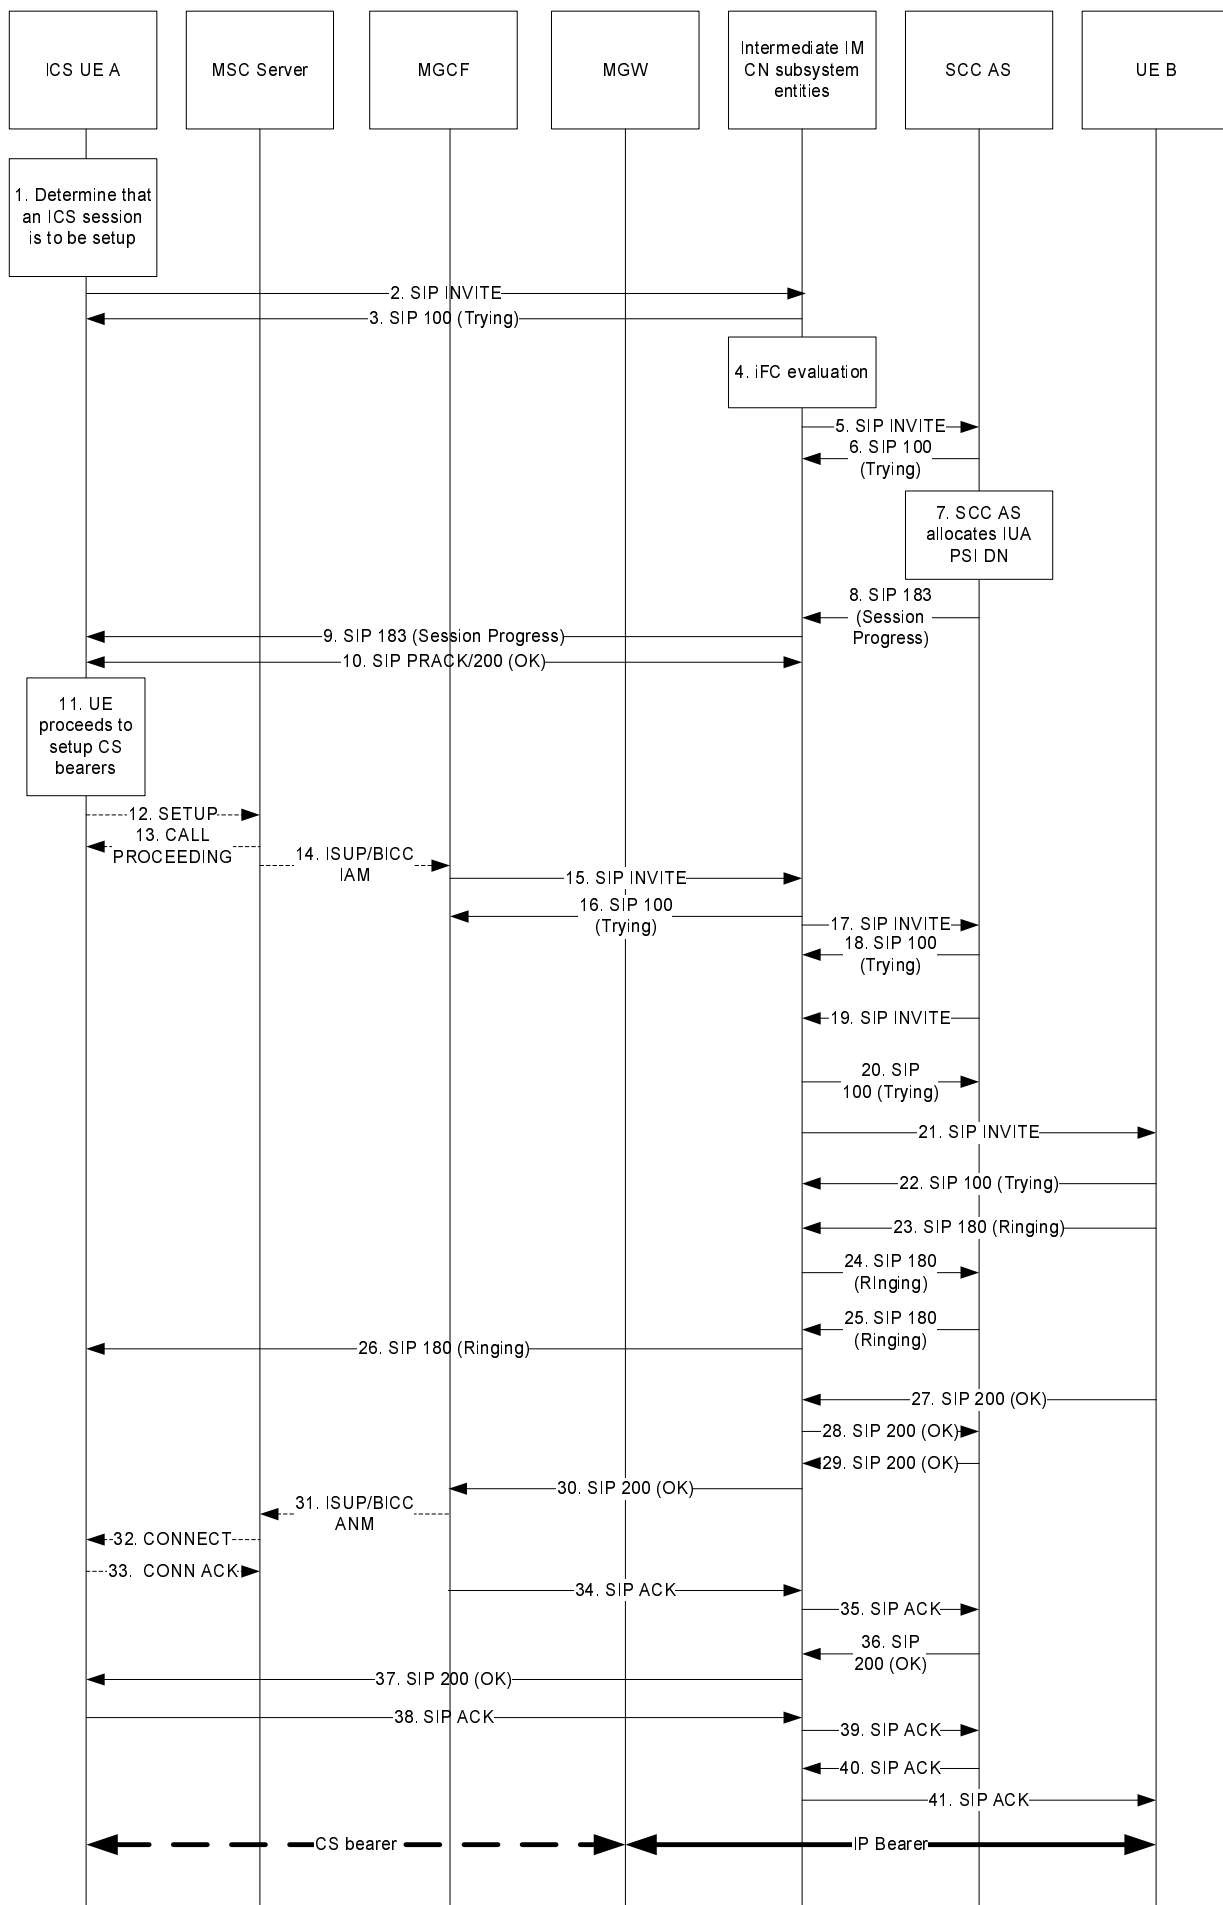 ICS UE A
MSC Server
MGCF
MGW
Intermediate IM
CN subsystem
entities
SCC AS
UE B
1. Determine that
an ICS session
is to be setup
2. SIP INVITE
3. SIP 100 (Trying)
4. iFC evaluation
5. SIP INVITE
6. SIP 100
(Trying)
7. SCC AS
allocates IUA
PSI DN
8. SIP 183
(Session
Progress)
9. SIP 183 (Session Progress)
10. SIP PRACK/200 (OK)
11. UE
proceeds to
setup CS
bearers
12. SETUP
13. CALL
PROCEEDING
14. ISUP/BICC
IAM
15. SIP INVITE
16. SIP 100
(Trying)
17. SIP INVITE
18. SIP 100
(Trying)
19. SIP INVITE
20. SIP
100 (Trying)
21. SIP INVITE
22. SIP 100 (Trying)
23. SIP 180 (Ringing)
24. SIP 180
(RInging)
25. SIP 180
(Ringing)
26. SIP 180 (Ringing)
27. SIP 200 (OK)
28. SIP 200 (OK)
29. SIP 200 (OK)
30. SIP 200 (OK)
31. ISUP/BICC
ANM
32. CONNECT
33. CONN ACK
34. SIP ACK
35. SIP ACK
36. SIP
200 (OK)
37. SIP 200 (OK)
38. SIP ACK
39. SIP ACK
40. SIP ACK
41. SIP ACK
CS bearer
IP Bearer